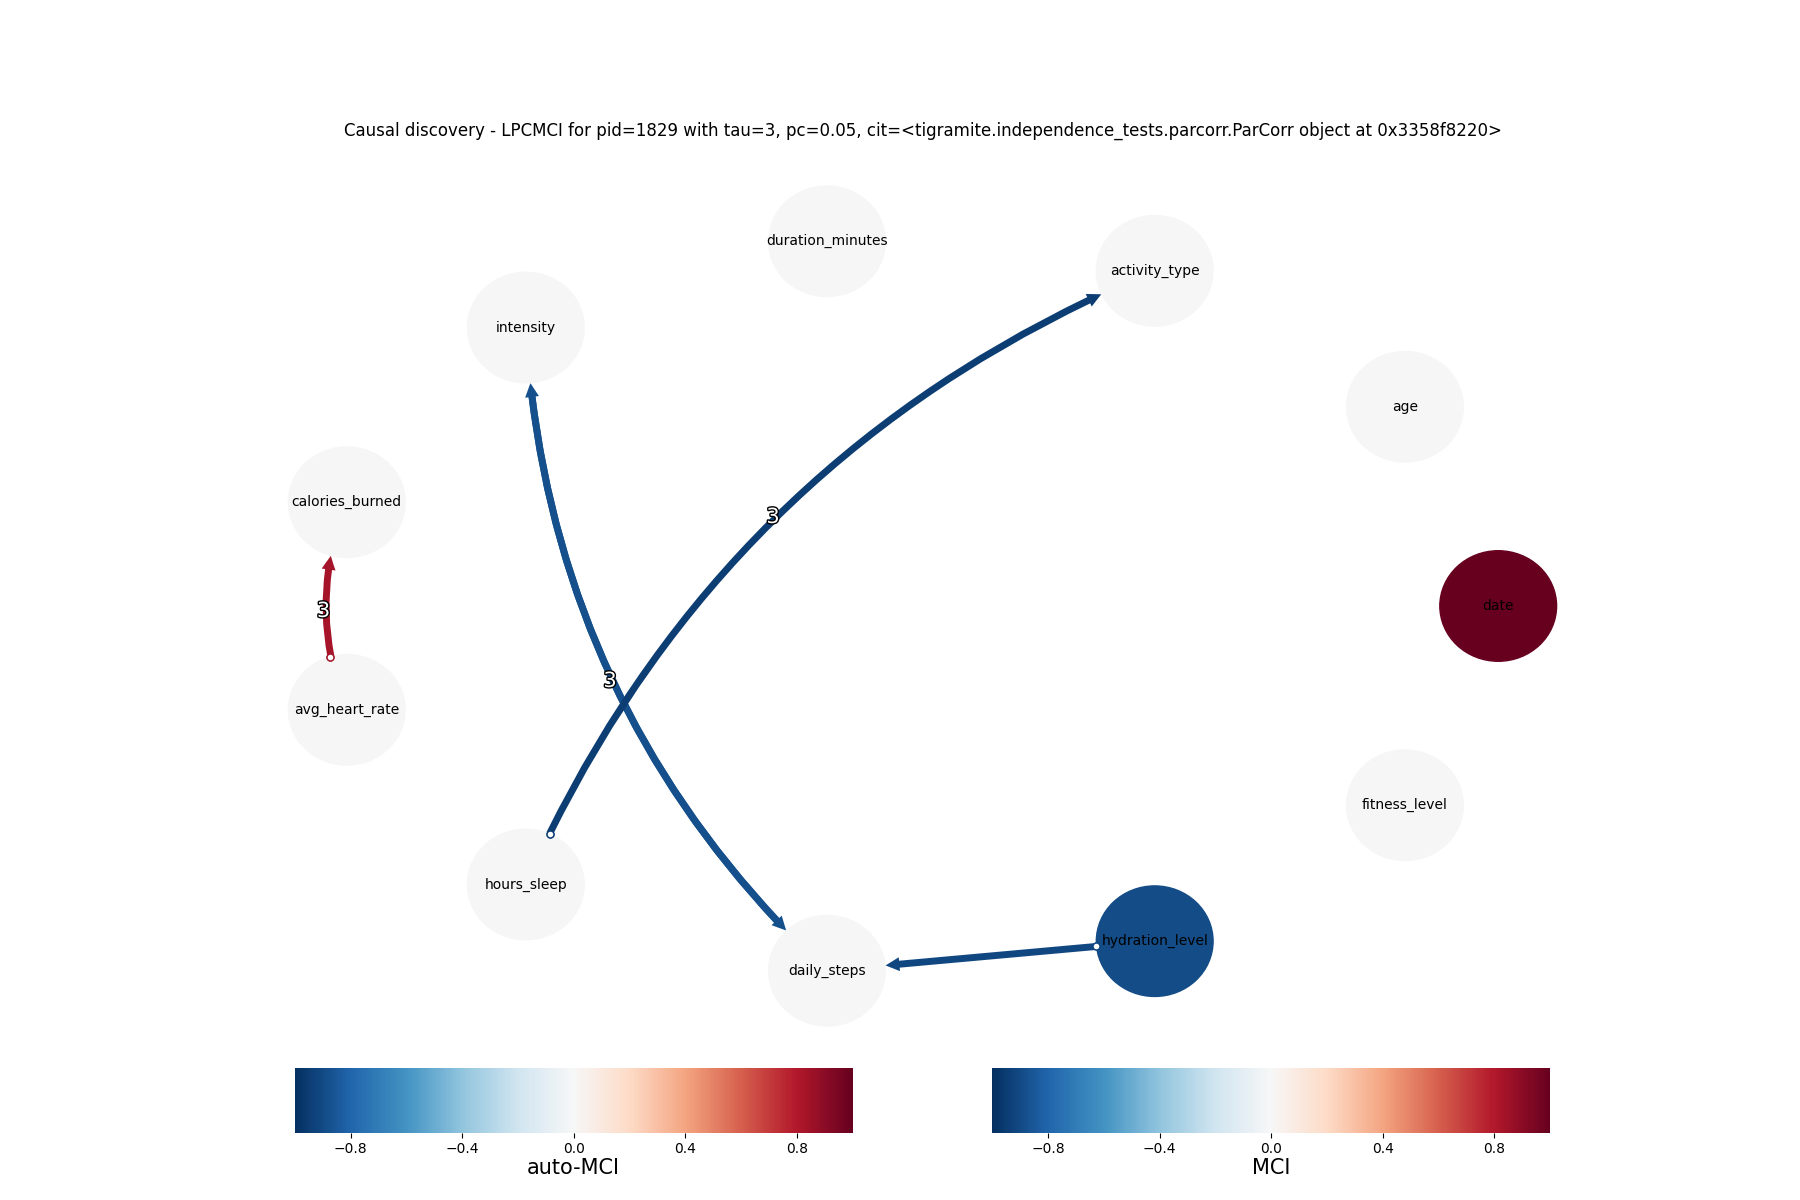 Causal discovery - LPCMCI for pid=1829 with tau=3, pc=0.05, cit=<tigramite.independence_tests.parcorr.ParCorr object at 0x3358f8220>
duration_minutes
activity_type
intensity
age
calories_burned
3
date
3
avg_heart_rate
3
fitness_level
hours_sleep
hydration_level
daily_steps
−0.8 −0.4 0.0 0.4 0.8
auto-MCI
−0.8 −0.4 0.0 0.4 0.8
MCI